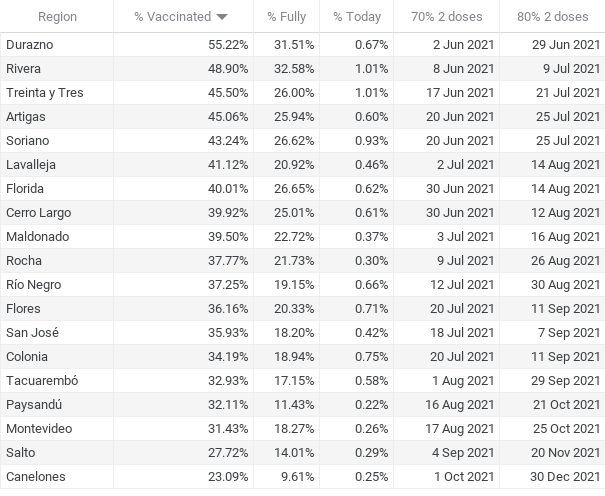 Region % Vaccinated % Fully % Today 70% 2 doses 80% 2 doses
Durazno 55.22% 31.51% 0.67% 2 Jun 2021 29 Jun 2021
Rivera 48.90% 32.58% 1.01% 8 Jun 2021 9 Jul 2021
Treinta y Tres 45.50% 26.00% 1.01% 17 Jun 2021 21 Jul 2021
Artigas 45.06% 25.94% 0.60% 20 Jun 2021 25 Jul 2021
Soriano 43.24% 26.62% 0.93% 20 Jun 2021 25 Jul 2021
Lavalleja 41.12% 20.92% 0.46% 2 Jul 2021 14 Aug 2021
Florida 40.01% 26.65% 0.62% 30 Jun 2021 14 Aug 2021
Cerro Largo 39.92% 25.01% 0.61% 30 Jun 2021 12 Aug 2021
Maldonado 39.50% 22.72% 0.37% 3 Jul 2021 16 Aug 2021
Rocha 37.77% 21.73% 0.30% 9 Jul 2021 26 Aug 2021
Río Negro 37.25% 19.15% 0.66% 12 Jul 2021 30 Aug 2021
Flores 36.16% 20.33% 0.71% 20 Jul 2021 11 Sep 2021
San José 35.93% 18.20% 0.42% 18 Jul 2021 7 Sep 2021
Colonia 34.19% 18.94% 0.75% 20 Jul 2021 11 Sep 2021
Tacuarembó 32.93% 17.15% 0.58% 1 Aug 2021 29 Sep 2021
Paysandú 32.11% 11.43% 0.22% 16 Aug 2021 21 Oct 2021
Montevideo 31.43% 18.27% 0.26% 17 Aug 2021 25 Oct 2021
Salto 27.72% 14.01% 0.29% 4 Sep 2021 20 Nov 2021
Canelones 23.09% 9.61% 0.25% 1 Oct 2021 30 Dec 2021